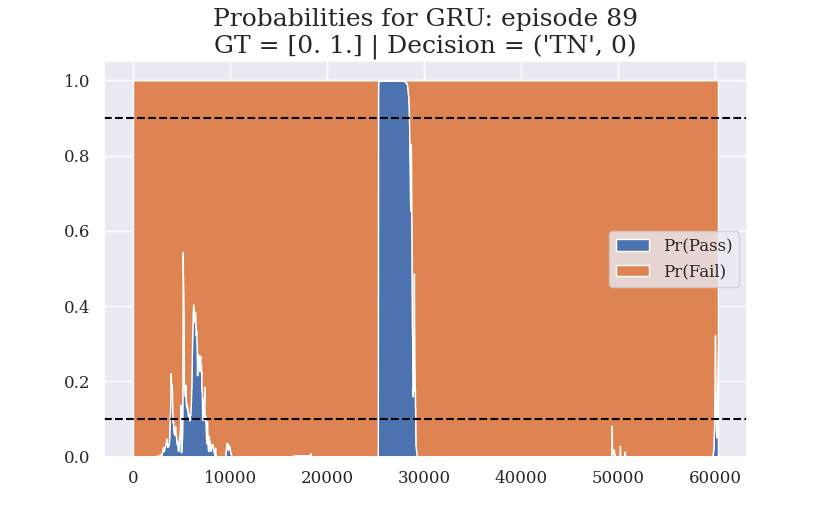 Probabilities for GRU: episode 89
GT = [0. 1.] | Decision = ('TN', 0)
1.0
0.8
0.6
0.4
0.2
0.0
Pr(Pass)
Pr(Fail)
0 10000 20000 30000 40000 50000 60000